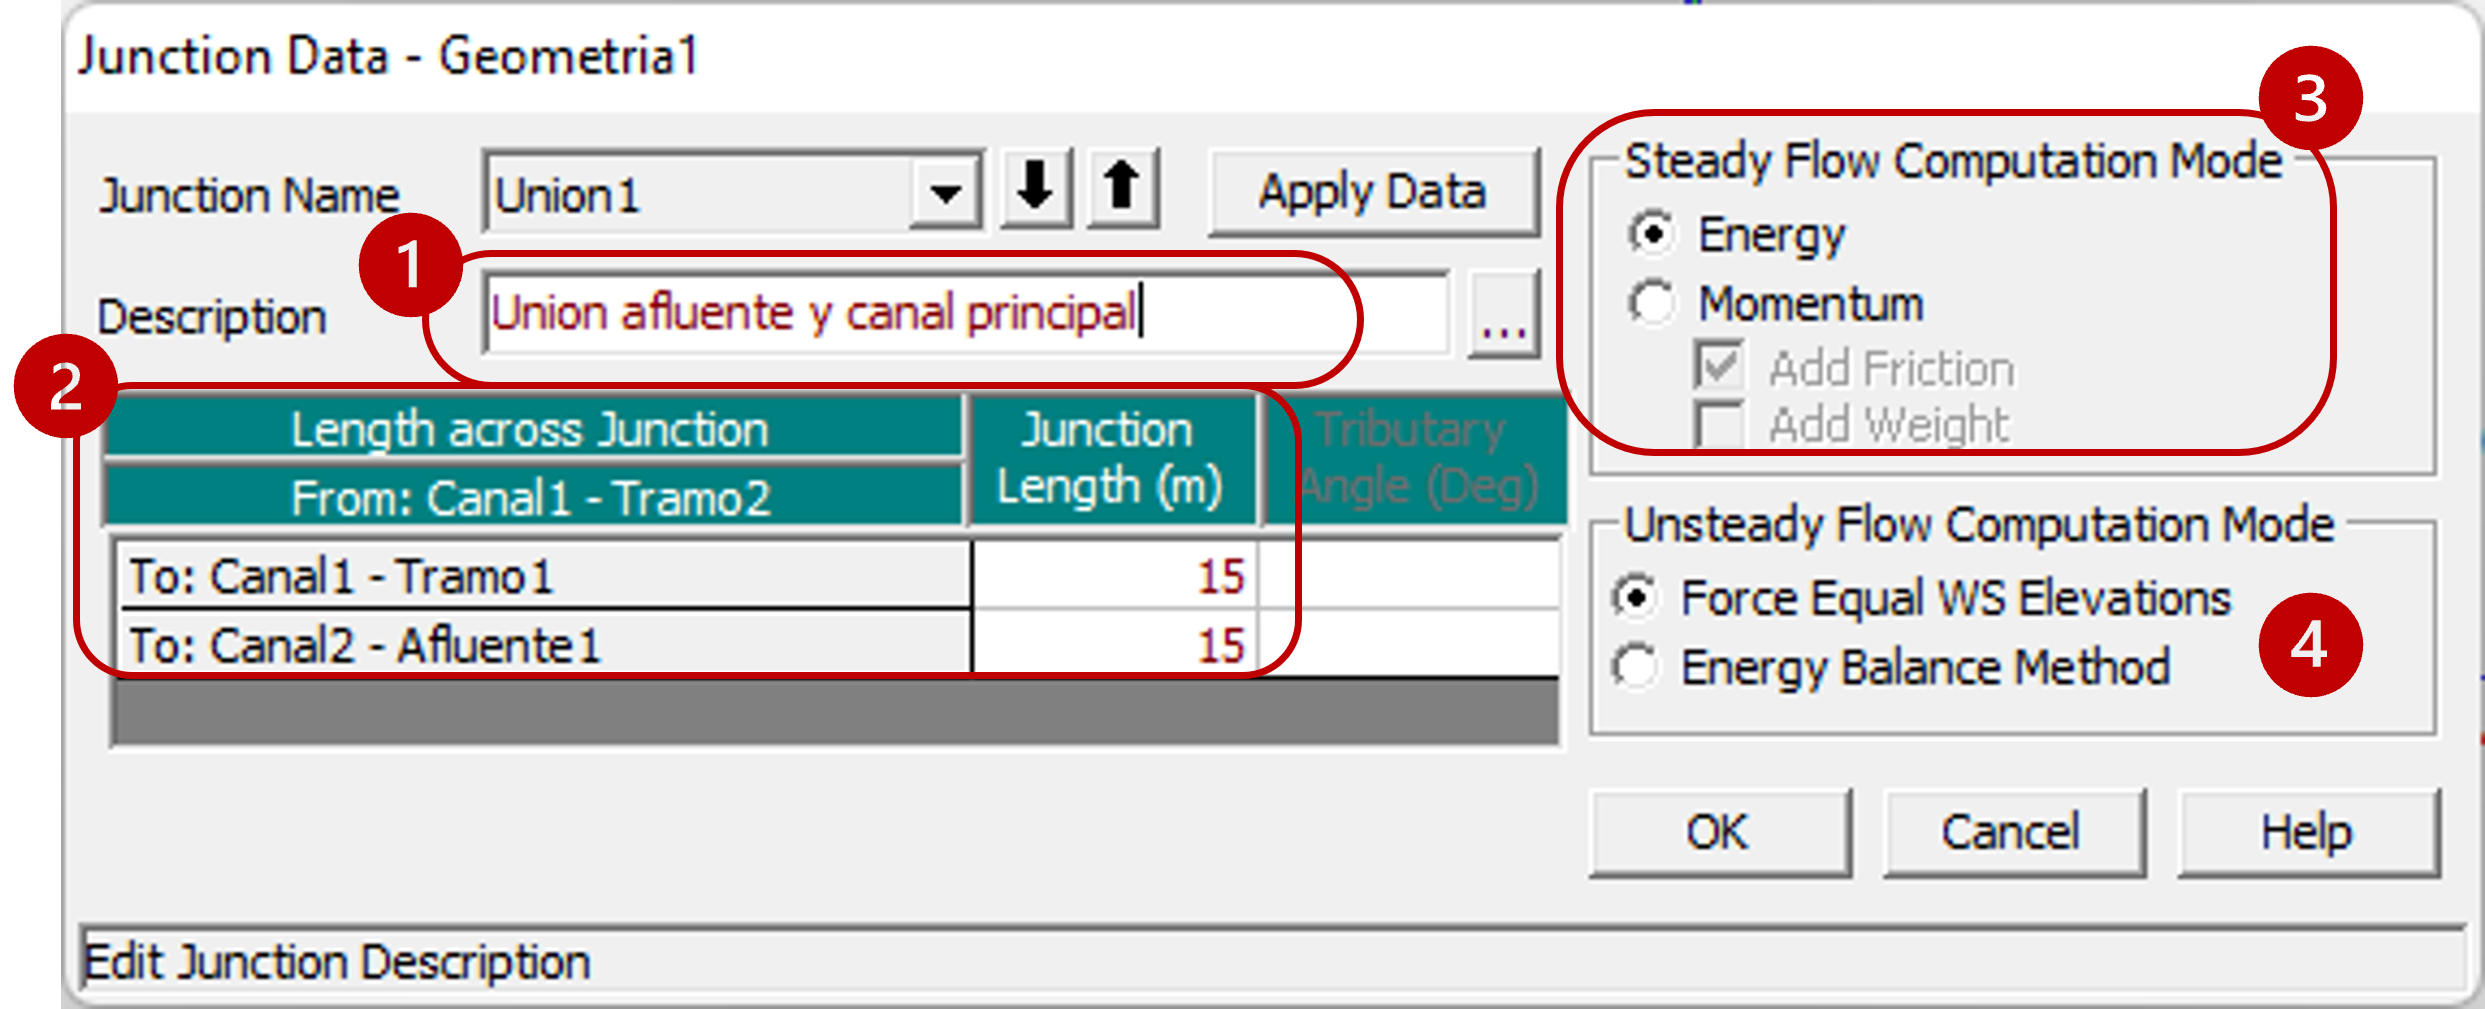 Junction Data - Geometria1
3
Junction Name
Union1
Apply Data
1
Description
Union afluente y canal principal
...
2
Length across Junction
From: Canal1 - Tramo2
Junction
Length (m)
Tributary
Angle (Deg)
To: Canal1 - Tramo1
15
To: Canal2 - Afluente1
15
Steady Flow Computation Mode
Energy
Momentum
Add Friction
Add Weight
Unsteady Flow Computation Mode
Force Equal WS Elevations
Energy Balance Method
4
OK
Cancel
Help
Edit Junction Description